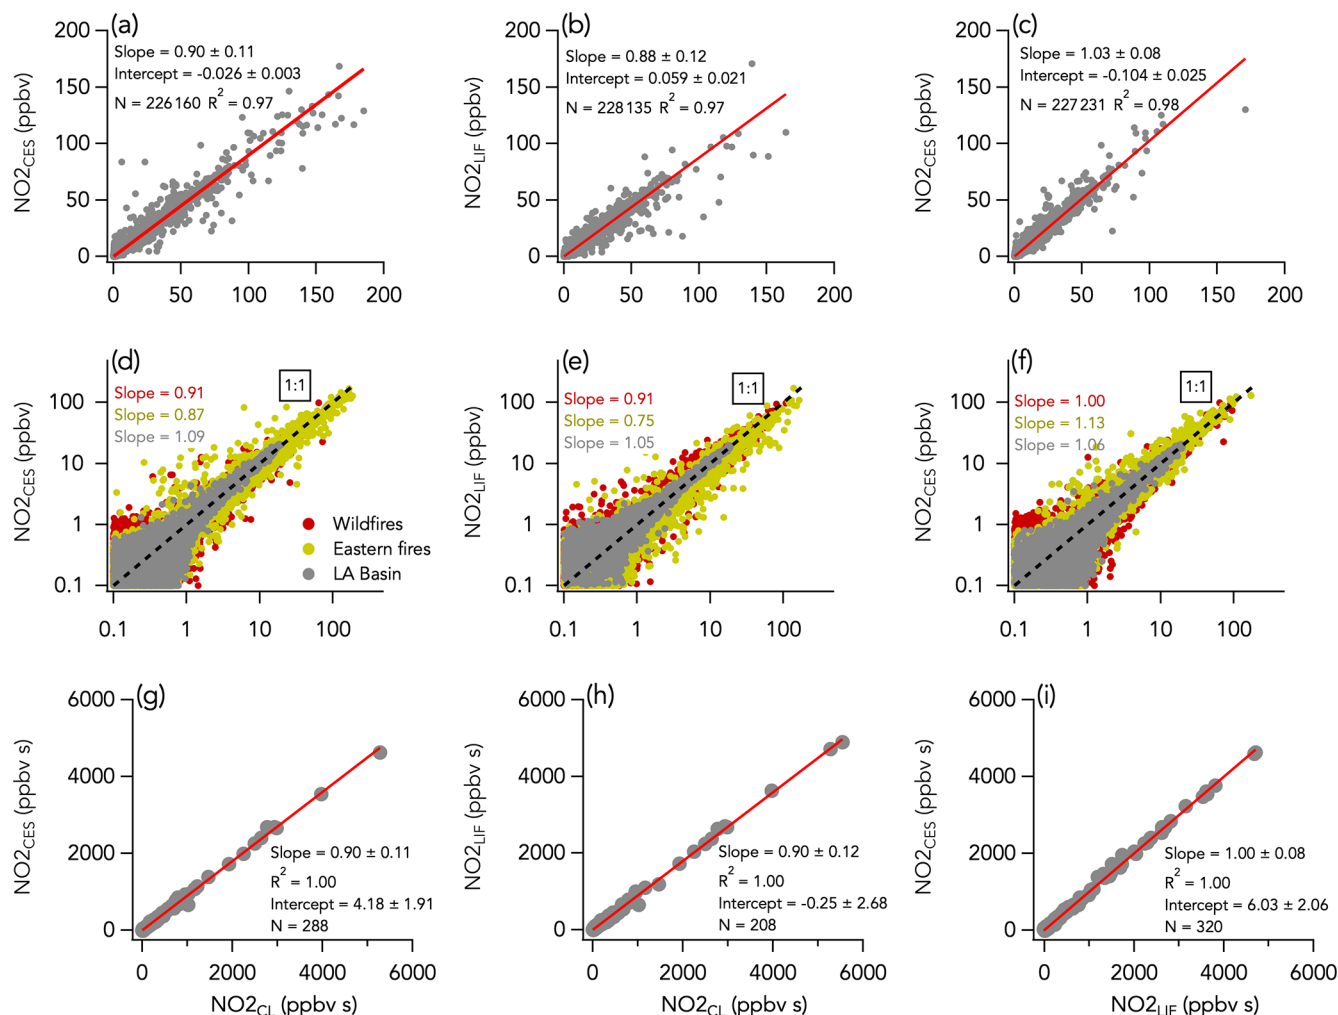 (a)
Slope = 0.90 ± 0.11
Intercept = -0.026 ± 0.003
N = 226160 R2 = 0.97
NO2CES (ppbv)
200
150
100
50
0
0 50 100 150 200
(b)
Slope = 0.88 ± 0.12
Intercept = 0.059 ± 0.021
N = 228135 R2 = 0.97
NO2LIF (ppbv)
200
150
100
50
0
0 50 100 150 200
(c)
Slope = 1.03 ± 0.08
Intercept = -0.104 ± 0.025
N = 227231 R2 = 0.98
NO2CES (ppbv)
200
150
100
50
0
0 50 100 150 200
(d)
1:1
Slope = 0.91
Slope = 0.87
Slope = 1.09
NO2CES (ppbv)
100
10
1
0.1
Wildfires
Eastern fires
LA Basin
0.1 1 10 100
(e)
1:1
Slope = 0.91
Slope = 0.75
Slope = 1.05
NO2LIF (ppbv)
100
10
1
0.1
0.1 1 10 100
(f)
1:1
Slope = 1.00
Slope = 1.13
Slope = 1.06
NO2CES (ppbv)
100
10
1
0.1
0.1 1 10 100
(g)
NO2CES (ppbv s)
6000
4000
2000
0
Slope = 0.90 ± 0.11
R2 = 1.00
Intercept = 4.18 ± 1.91
N = 288
0 2000 4000 6000
NO2CL (ppbv s)
(h)
NO2LIF (ppbv s)
6000
4000
2000
0
Slope = 0.90 ± 0.12
R2 = 1.00
Intercept = -0.25 ± 2.68
N = 208
0 2000 4000 6000
NO2CL (ppbv s)
(i)
NO2CES (ppbv s)
6000
4000
2000
0
Slope = 1.00 ± 0.08
R2 = 1.00
Intercept = 6.03 ± 2.06
N = 320
0 2000 4000 6000
NO2LIF (ppbv s)